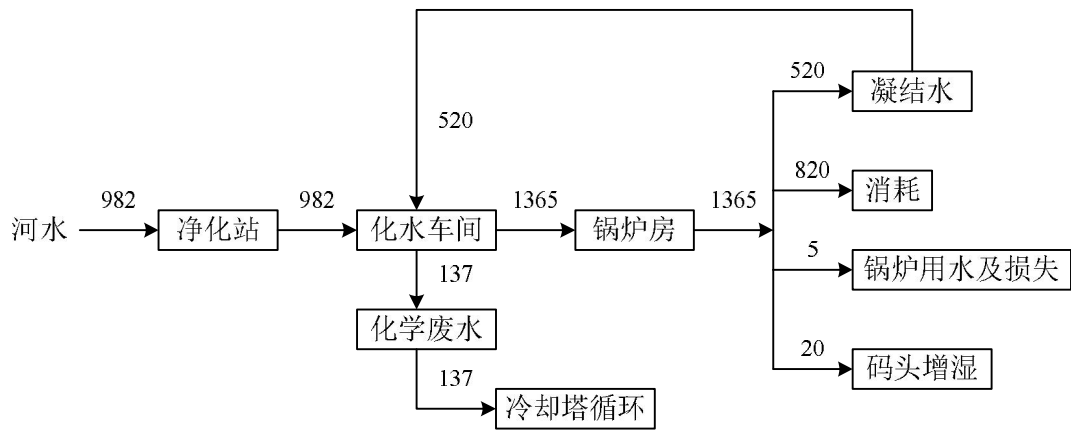 520
凝结水
520
820
消耗
河水
982
净化站
982
化水车间
1365
锅炉房
1365
5
锅炉用水及损失
137
化学废水
20
码头增湿
137
冷却塔循环